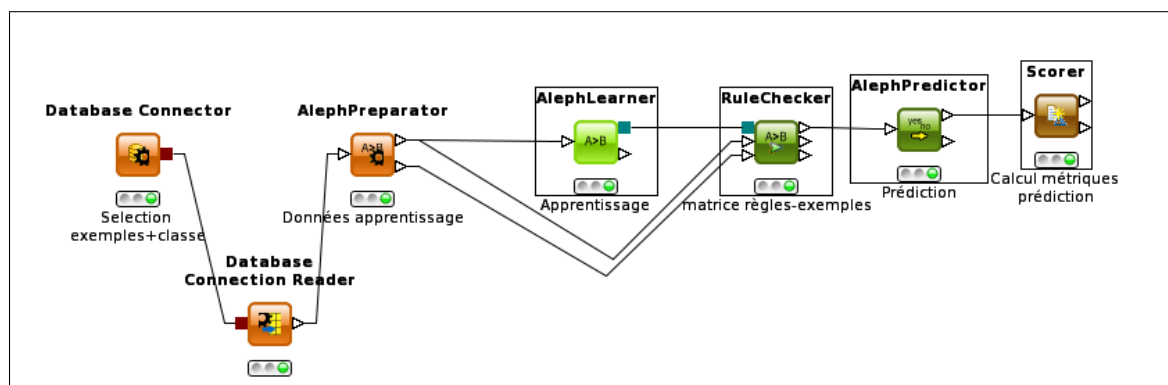 Database Connector
Selection
exemples+classe
Database
Connection Reader
AlephPreparator
A>B
Données apprentissage
AlephLearner
A>B
Apprentissage
RuleChecker
A>B
matrice règles-exemples
AlephPredictor
yes
no
Prédiction
Scorer
Calcul métriques
prédiction